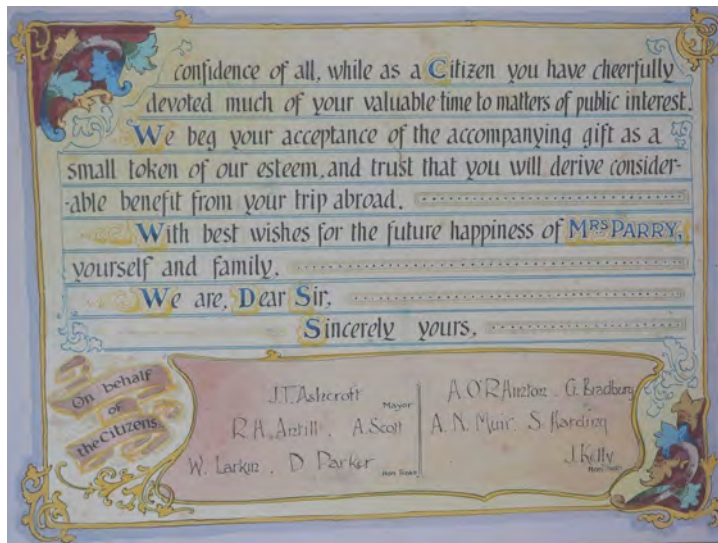 confidence of all, while as a Citizen you have cheerfully
devoted much of your valuable time to matters of public interest.
We beg your acceptance of the accompanying gift as a
small token of our esteem, and trust that you will derive consider-
-able benefit from your trip abroad.
With best wishes for the future happiness of MRS PARRY,
yourself and family,
We are, Dear Sir,
Sincerely yours,
On behalf
of
the Citizens.
J.T. Ashcroft
Mayor
R.H. Antill. A. Scott
W. Larkin. D Parker
Hon Treas
A. O'R G. Bradbury
A. N. Muir. S. Harding
J. Kelly